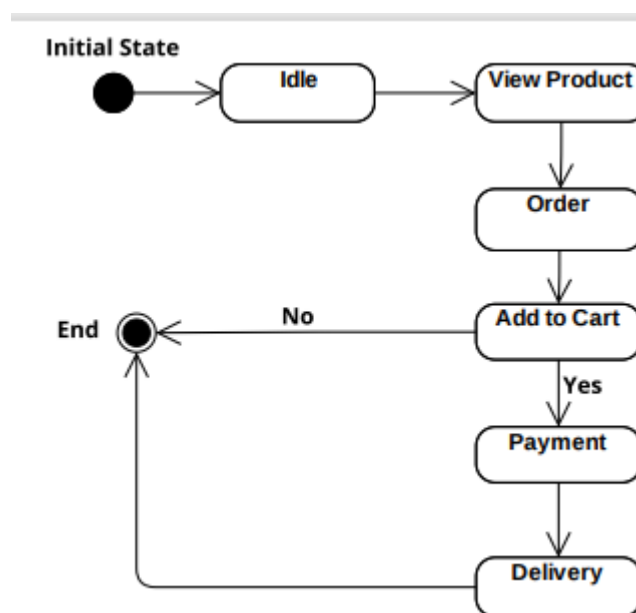 Initial State
Idle
View Product
Order
Add to Cart
No
End
Yes
Payment
Delivery